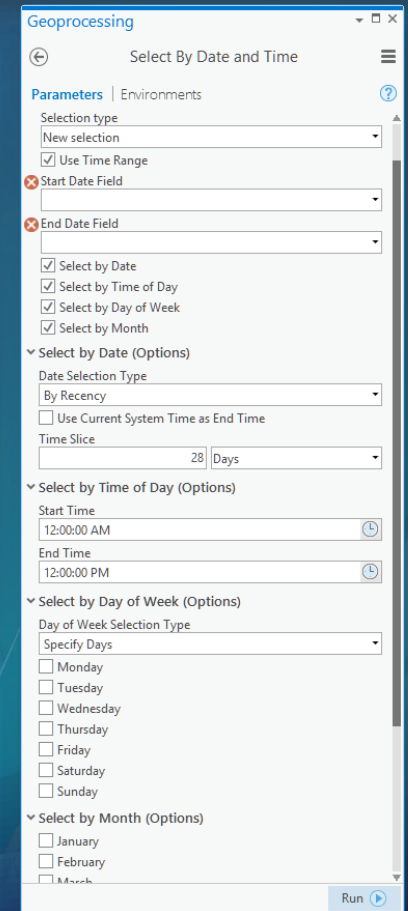 Geoprocessing
Select By Date and Time
Parameters | Environments
Selection type
New selection
Use Time Range
Start Date Field
End Date Field
Select by Date
Select by Time of Day
Select by Day of Week
Select by Month
Select by Date (Options)
Date Selection Type
By Recency
Use Current System Time as End Time
Time Slice
28 Days
Select by Time of Day (Options)
Start Time
12:00:00 AM
End Time
12:00:00 PM
Select by Day of Week (Options)
Day of Week Selection Type
Specify Days
Monday
Tuesday
Wednesday
Thursday
Friday
Saturday
Sunday
Select by Month (Options)
January
February
March
Run